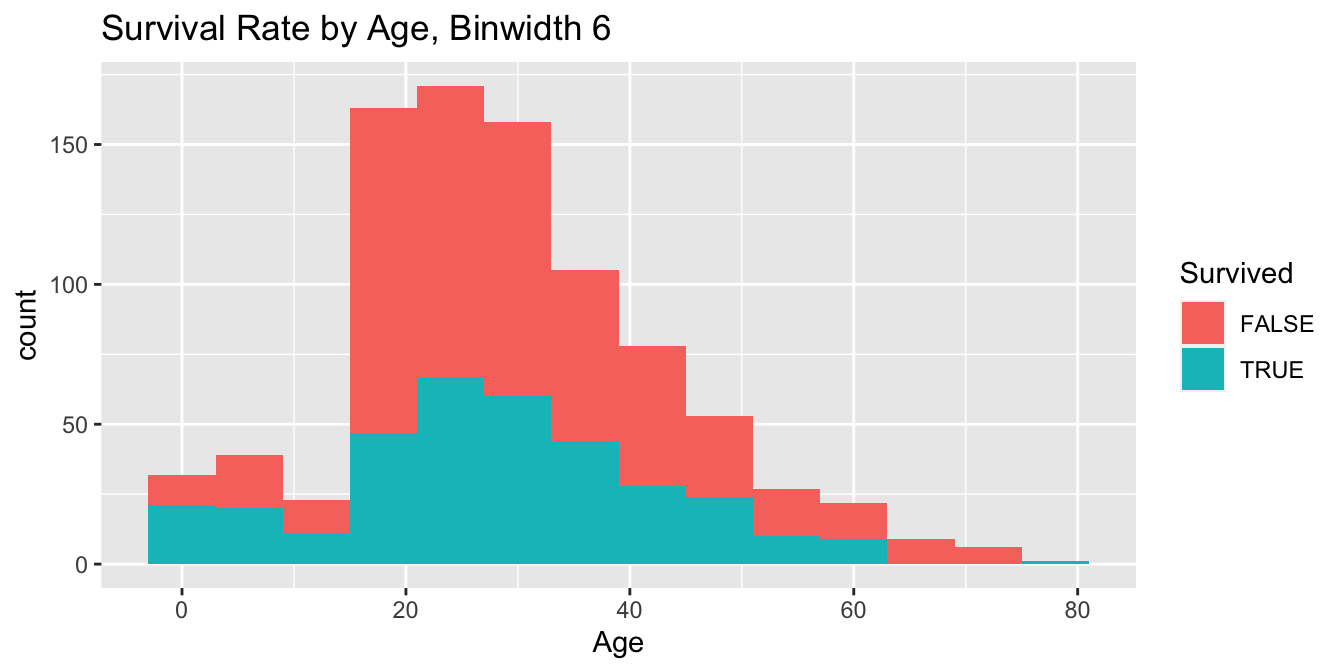 Survival Rate by Age, Binwidth 6
150
100
50
0
count
0 20 40 60 80
Age
Survived
FALSE
TRUE